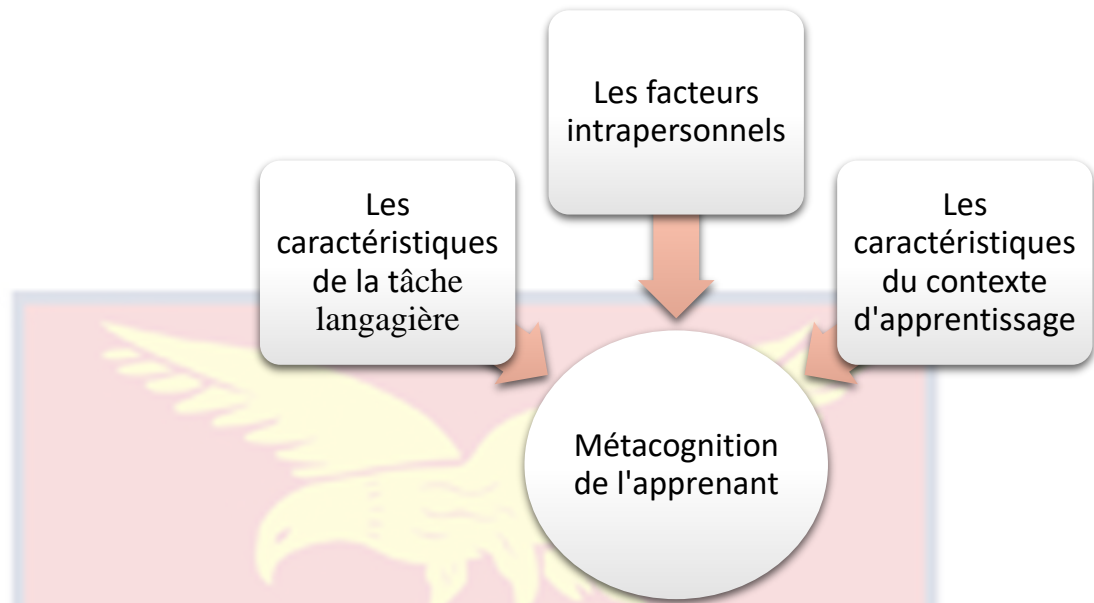 Les facteurs
intrapersonnels
Les
caractéristiques
de la tâche
langagière
Les
caractéristiques
du contexte
d'apprentissage
Métacognition
de l'apprenant